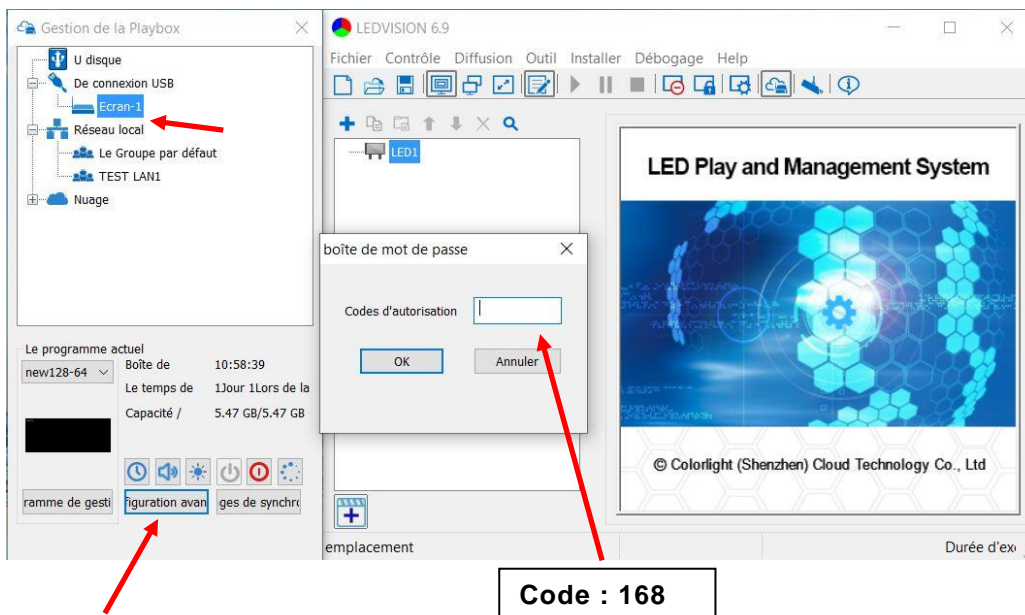 Gestion de la Playbox
U disque
De connexion USB
Ecran-1
Réseau local
Le Groupe par défaut
TEST LAN1
Nuage
Le programme actuel
new128-64
Boîte de 10:58:39
Le temps de 1Jour 1Lors de la
Capacité / 5.47 GB/5.47 GB
ramme de gesti
figuration avan
ges de synchro
LEDVISION 6.9
Fichier Contrôle Diffusion Outil Installer Débogage Help
LED1
boîte de mot de passe
Codes d'autorisation
OK Annuler
LED Play and Management System
© Colorlight (Shenzhen) Cloud Technology Co., Ltd
emplacement
Durée d'ex
Code : 168